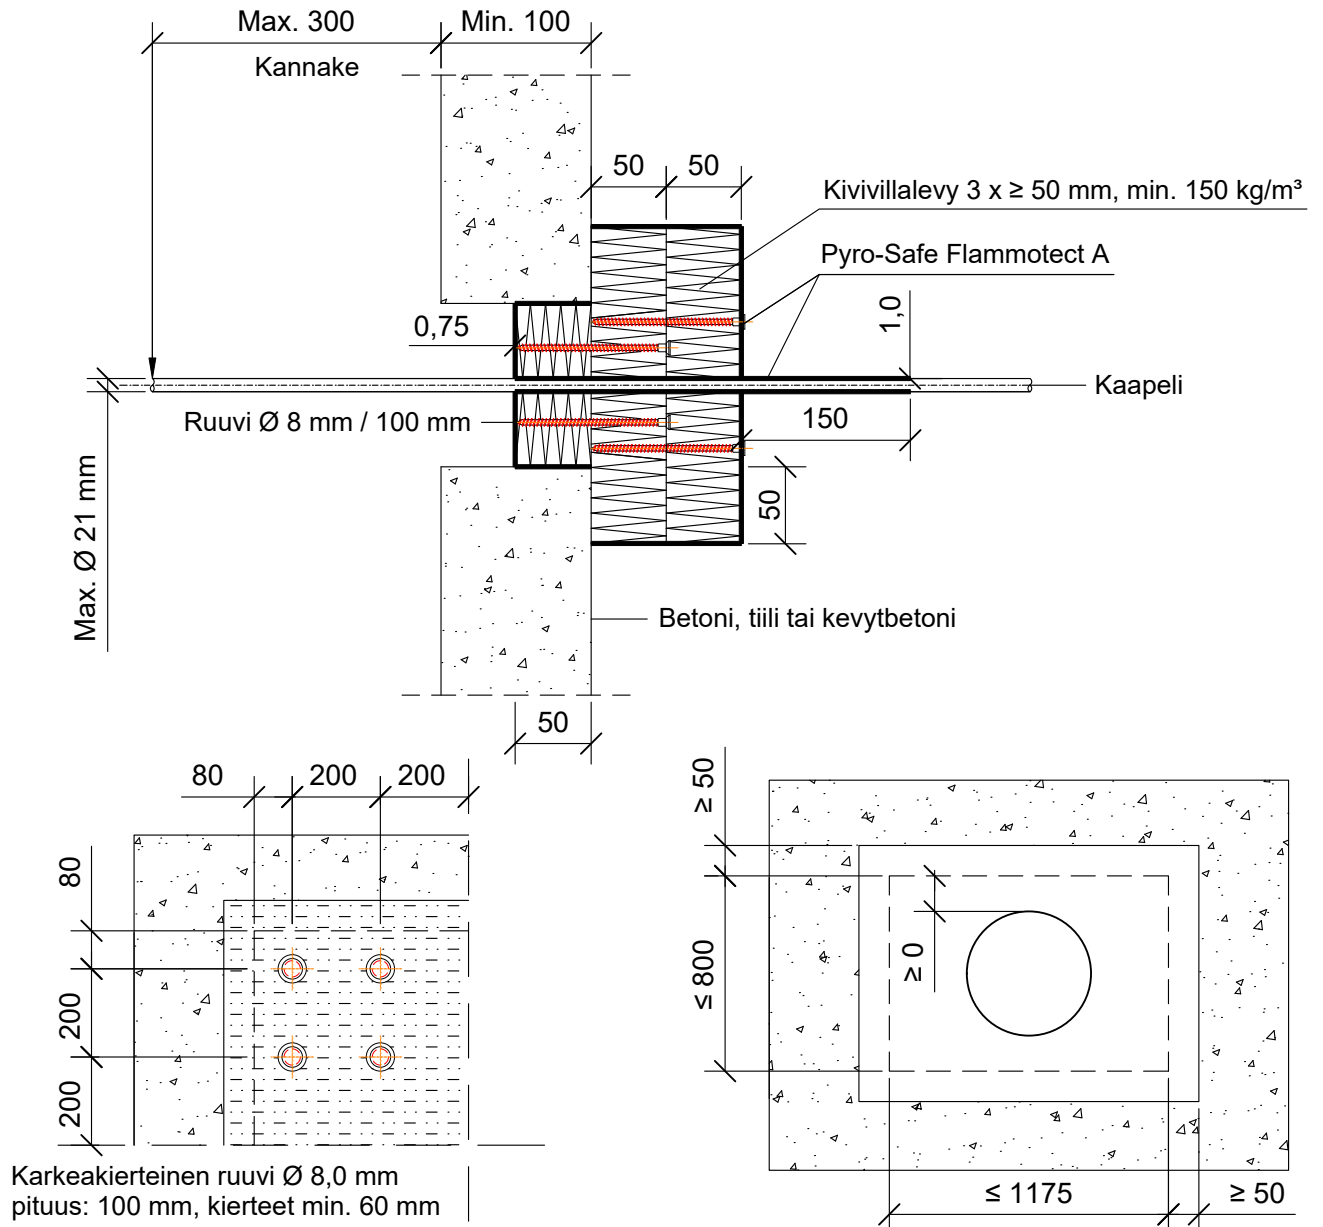 Max. 300
Min. 100
Kannake
50
50
Kivivillalevy 3 x ≥ 50 mm, min. 150 kg/m³
Pyro-Safe Flammotect A
0,75
1,0
Kaapeli
Ruuvi Ø 8 mm / 100 mm
150
Max. Ø 21 mm
50
Betoni, tiili tai kevytbetoni
50
80
200
200
80
200
200
Karkeakierteinen ruuvi Ø 8,0 mm
pituus: 100 mm, kierteet min. 60 mm
≥ 50
≤ 800
≥ 0
≤ 1175
≥ 50